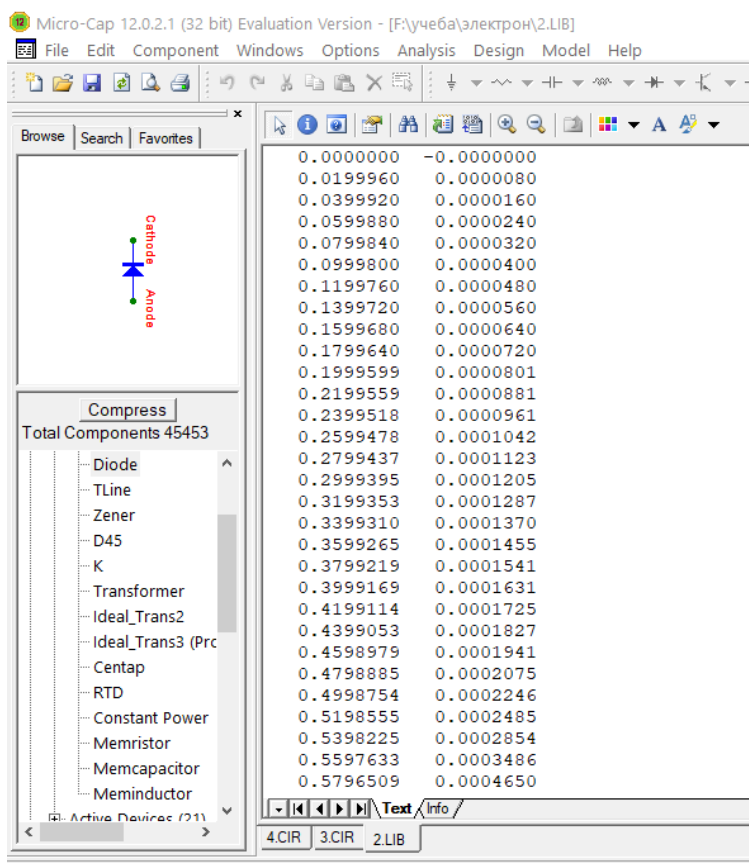 Micro-Cap 12.0.2.1 (32 bit) Evaluation Version - [F:\учеба\электрон\2.LIB]
File Edit Component Windows Options Analysis Design Model Help
Browse Search Favorites
Cathode
Anode
Compress
Total Components 45453
Diode
TLine
Zener
D45
K
Transformer
Ideal_Trans2
Ideal_Trans3 (Prc
Centap
RTD
Constant Power
Memristor
Memcapacitor
Meminductor
Active Devices (21)
0.0000000 -0.0000000
0.0199960 0.0000080
0.0399920 0.0000160
0.0599880 0.0000240
0.0799840 0.0000320
0.0999800 0.0000400
0.1199760 0.0000480
0.1399720 0.0000560
0.1599680 0.0000640
0.1799640 0.0000720
0.1999599 0.0000801
0.2199559 0.0000881
0.2399518 0.0000961
0.2599478 0.0001042
0.2799437 0.0001123
0.2999395 0.0001205
0.3199353 0.0001287
0.3399310 0.0001370
0.3599265 0.0001455
0.3799219 0.0001541
0.3999169 0.0001631
0.4199114 0.0001725
0.4399053 0.0001827
0.4598979 0.0001941
0.4798885 0.0002075
0.4998754 0.0002246
0.5198555 0.0002485
0.5398225 0.0002854
0.5597633 0.0003486
0.5796509 0.0004650
Text Info
4.CIR 3.CIR 2.LIB